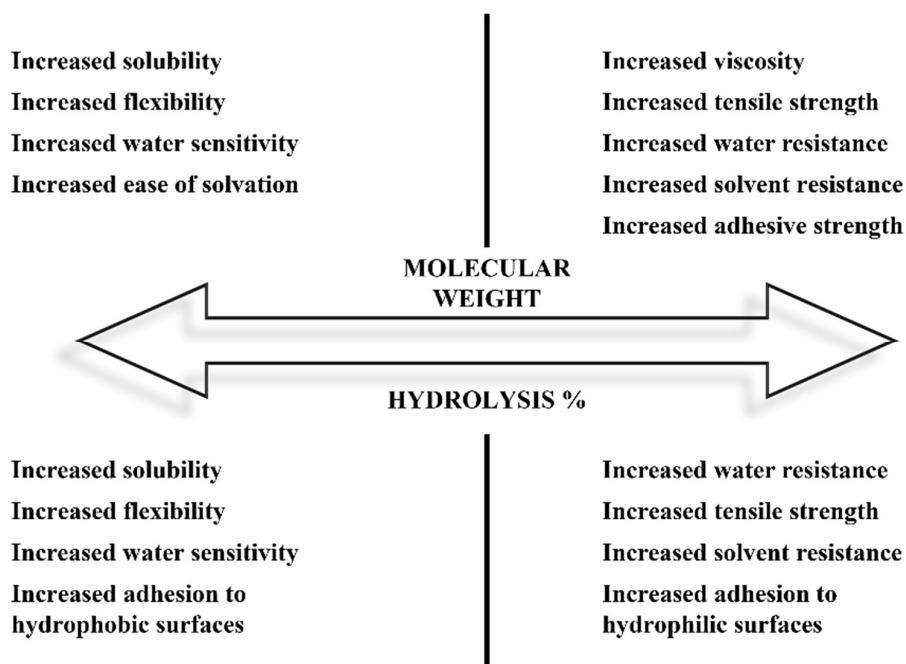 Increased solubility
Increased flexibility
Increased water sensitivity
Increased ease of solvation
Increased viscosity
Increased tensile strength
Increased water resistance
Increased solvent resistance
Increased adhesive strength
MOLECULAR
WEIGHT
HYDROLYSIS %
Increased solubility
Increased flexibility
Increased water sensitivity
Increased adhesion to
hydrophobic surfaces
Increased water resistance
Increased tensile strength
Increased solvent resistance
Increased adhesion to
hydrophilic surfaces